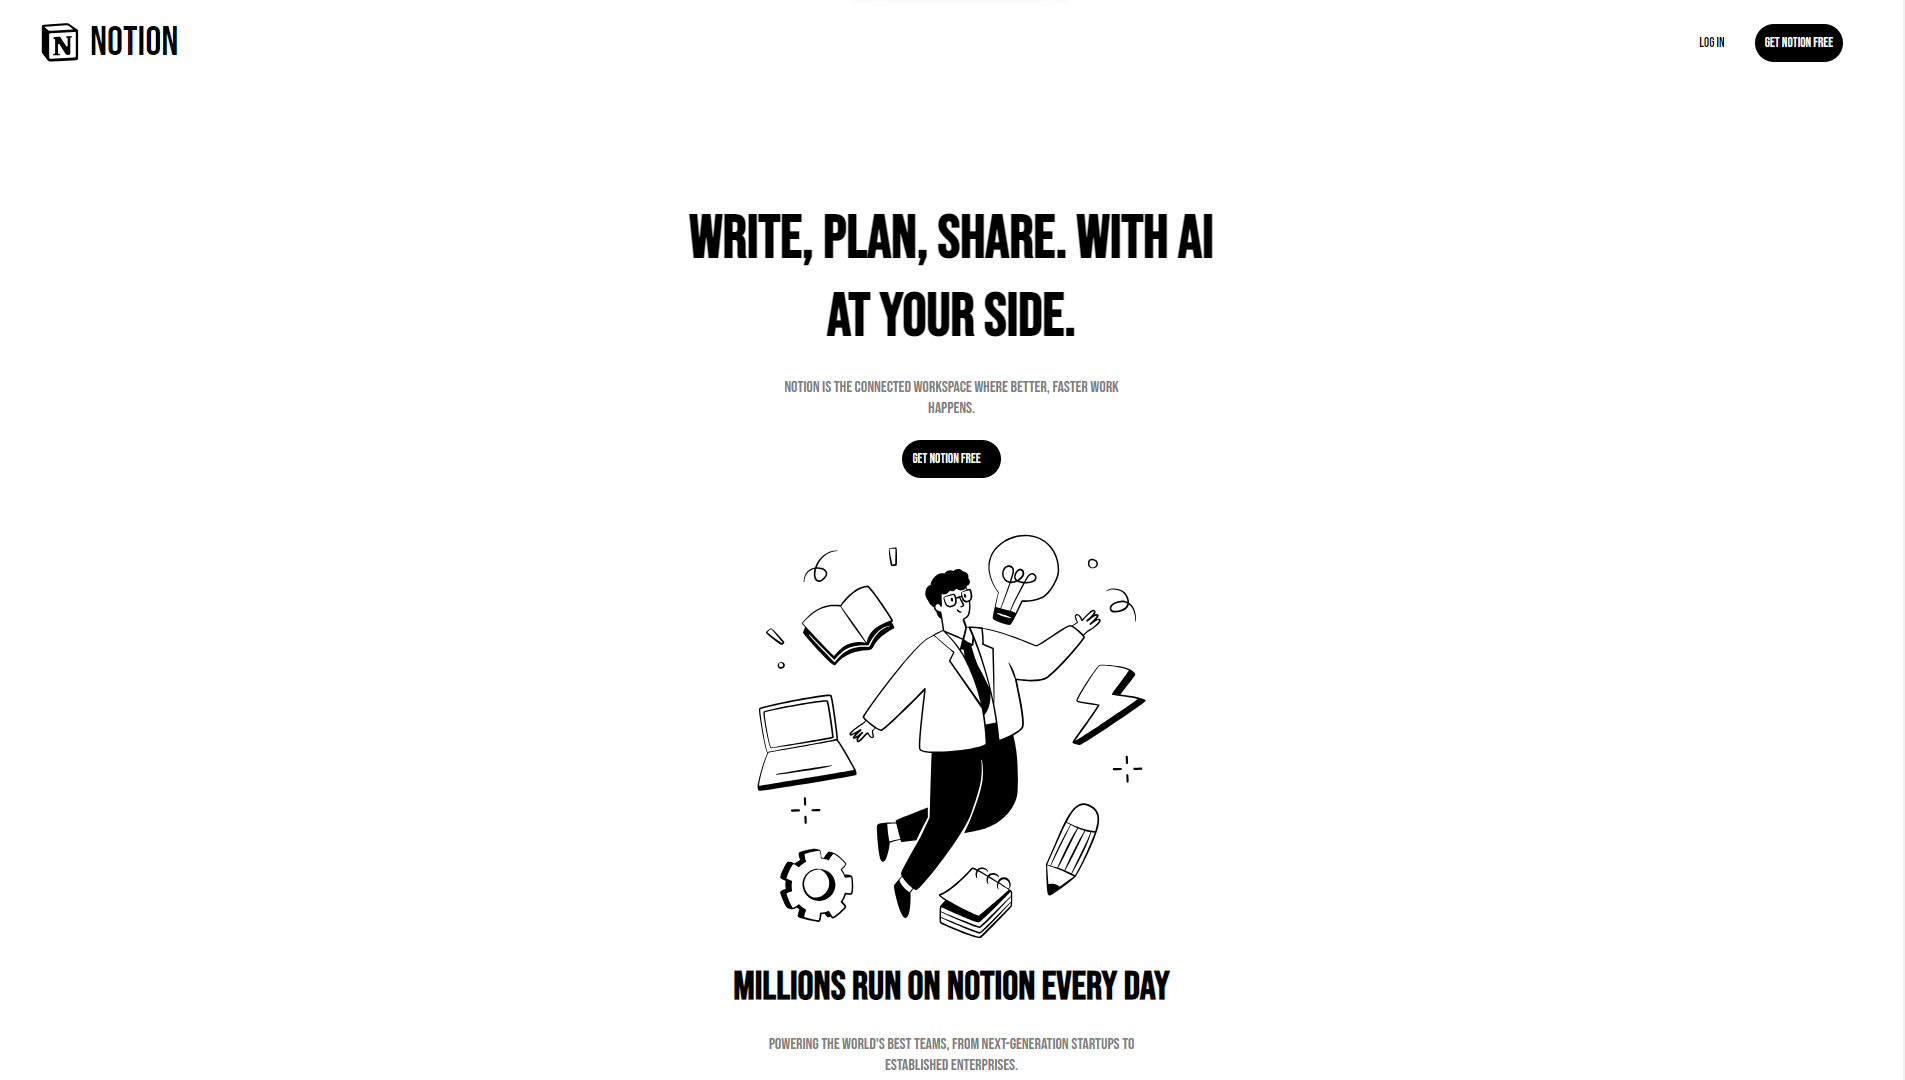 N NOTION
LOG IN
GET NOTION FREE
WRITE, PLAN, SHARE. WITH AI
AT YOUR SIDE.
NOTION IS THE CONNECTED WORKSPACE WHERE BETTER, FASTER WORK
HAPPENS.
GET NOTION FREE
MILLIONS RUN ON NOTION EVERY DAY
POWERING THE WORLD'S BEST TEAMS, FROM NEXT-GENERATION STARTUPS TO
ESTABLISHED ENTERPRISES.